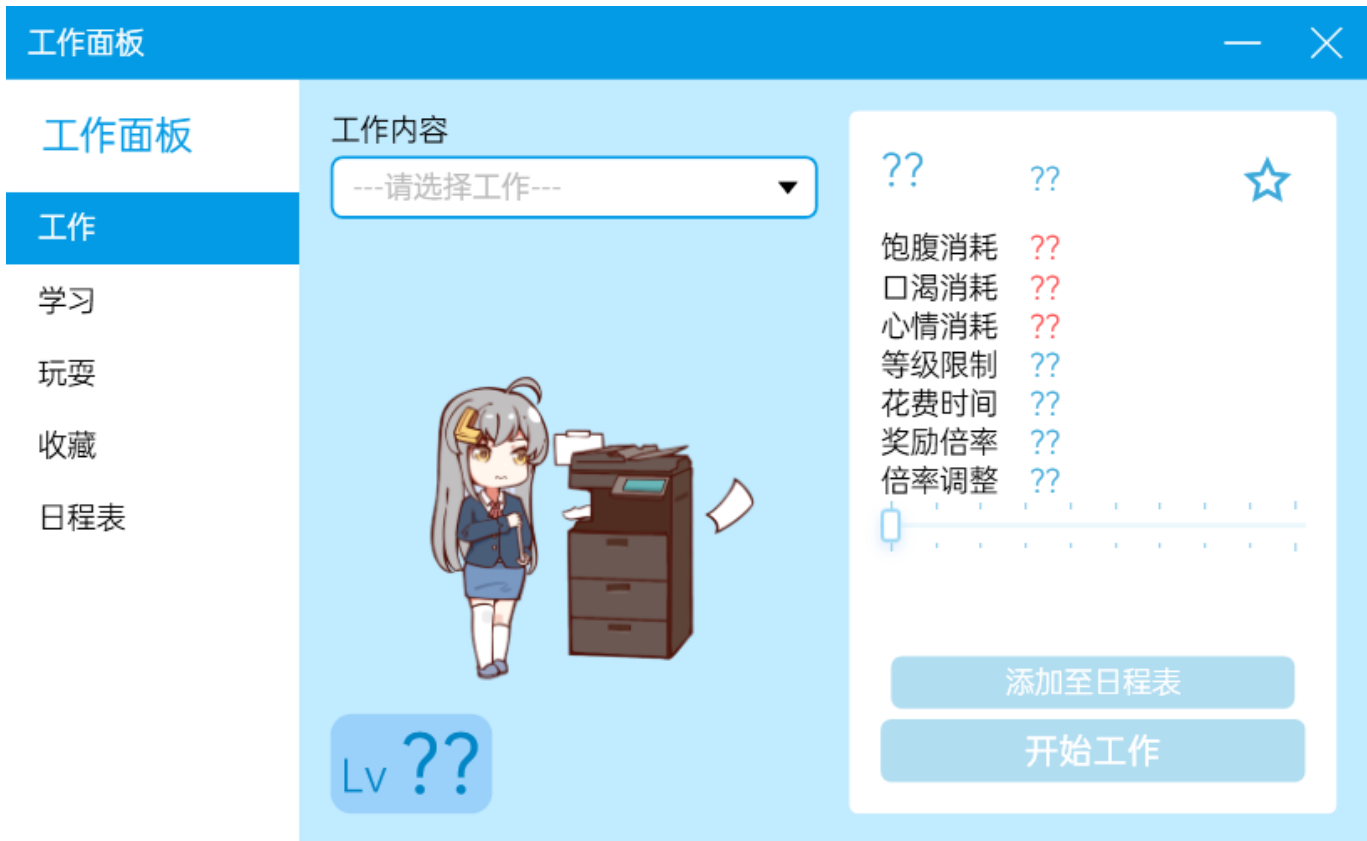 工作面板
工作面板
工作
学习
玩耍
收藏
日程表
工作内容
---请选择工作---
Lv ??
?? ??
饱腹消耗 ??
口渴消耗 ??
心情消耗 ??
等级限制 ??
花费时间 ??
奖励倍率 ??
倍率调整 ??
添加至日程表
开始工作